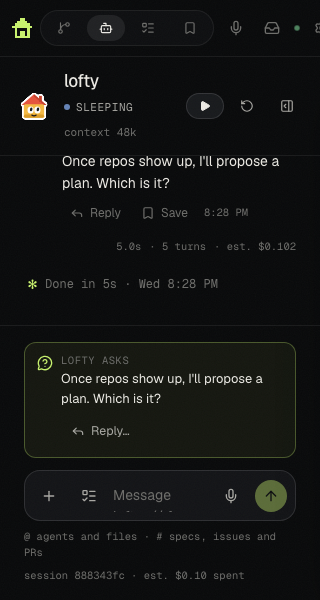 lofty
SLEEPING
context 48k
Once repos show up, I'll propose a
plan. Which is it?
Reply Save 8:28 PM
5.0s · 5 turns · est. $0.102
✻ Done in 5s · Wed 8:28 PM
LOFTY ASKS
Once repos show up, I'll propose a
plan. Which is it?
Reply…
Message
@ agents and files · # specs, issues and
PRs
session 888343fc · est. $0.10 spent